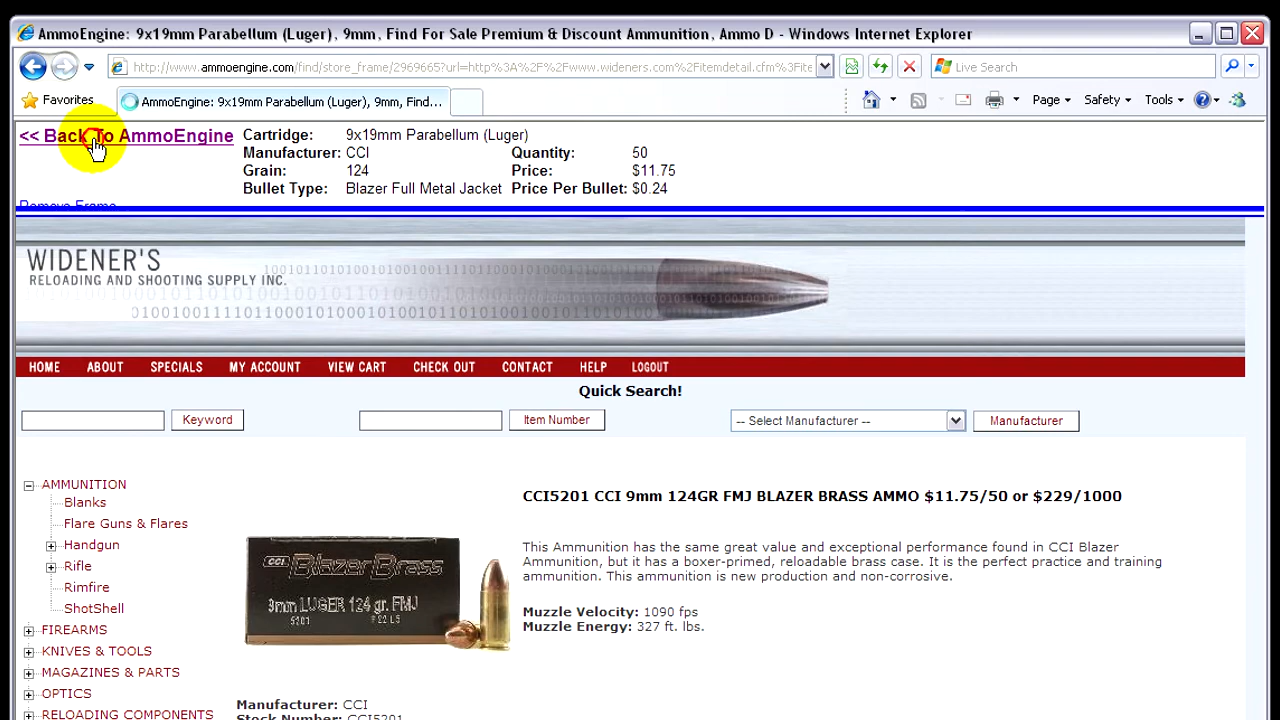 AmmoEngine: 9x19mm Parabellum (Luger), 9mm, Find For Sale Premium & Discount Ammunition, Ammo D - Windows Internet Explorer
http://www.ammoengine.com/find/store_frame/2969665?url=http%3A%2F%2Fwww.wideners.com%2Fitemdetail.cfm%3Fite
Live Search
Favorites
AmmoEngine: 9x19mm Parabellum (Luger), 9mm, Find...
Page
Safety
Tools
<< Back To AmmoEngine
Cartridge: 9x19mm Parabellum (Luger)
Manufacturer: CCI Quantity: 50
Grain: 124 Price: $11.75
Bullet Type: Blazer Full Metal Jacket Price Per Bullet: $0.24
Remove Frame
WIDENER'S
RELOADING AND SHOOTING SUPPLY INC.
HOME ABOUT SPECIALS MY ACCOUNT VIEW CART CHECK OUT CONTACT HELP LOGOUT
Quick Search!
Keyword Item Number -- Select Manufacturer -- Manufacturer
AMMUNITION
Blanks
Flare Guns & Flares
Handgun
Rifle
Rimfire
ShotShell
FIREARMS
KNIVES & TOOLS
MAGAZINES & PARTS
OPTICS
RELOADING COMPONENTS
CCI5201 CCI 9mm 124GR FMJ BLAZER BRASS AMMO $11.75/50 or $229/1000
This Ammunition has the same great value and exceptional performance found in CCI Blazer
Ammunition, but it has a boxer-primed, reloadable brass case. It is the perfect practice and training
ammunition. This ammunition is new production and non-corrosive.
Muzzle Velocity: 1090 fps
Muzzle Energy: 327 ft. lbs.
CCI Blazer Brass
9mm LUGER 124 gr. FMJ
5201
Manufacturer: CCI
Stock Number: CCI5201